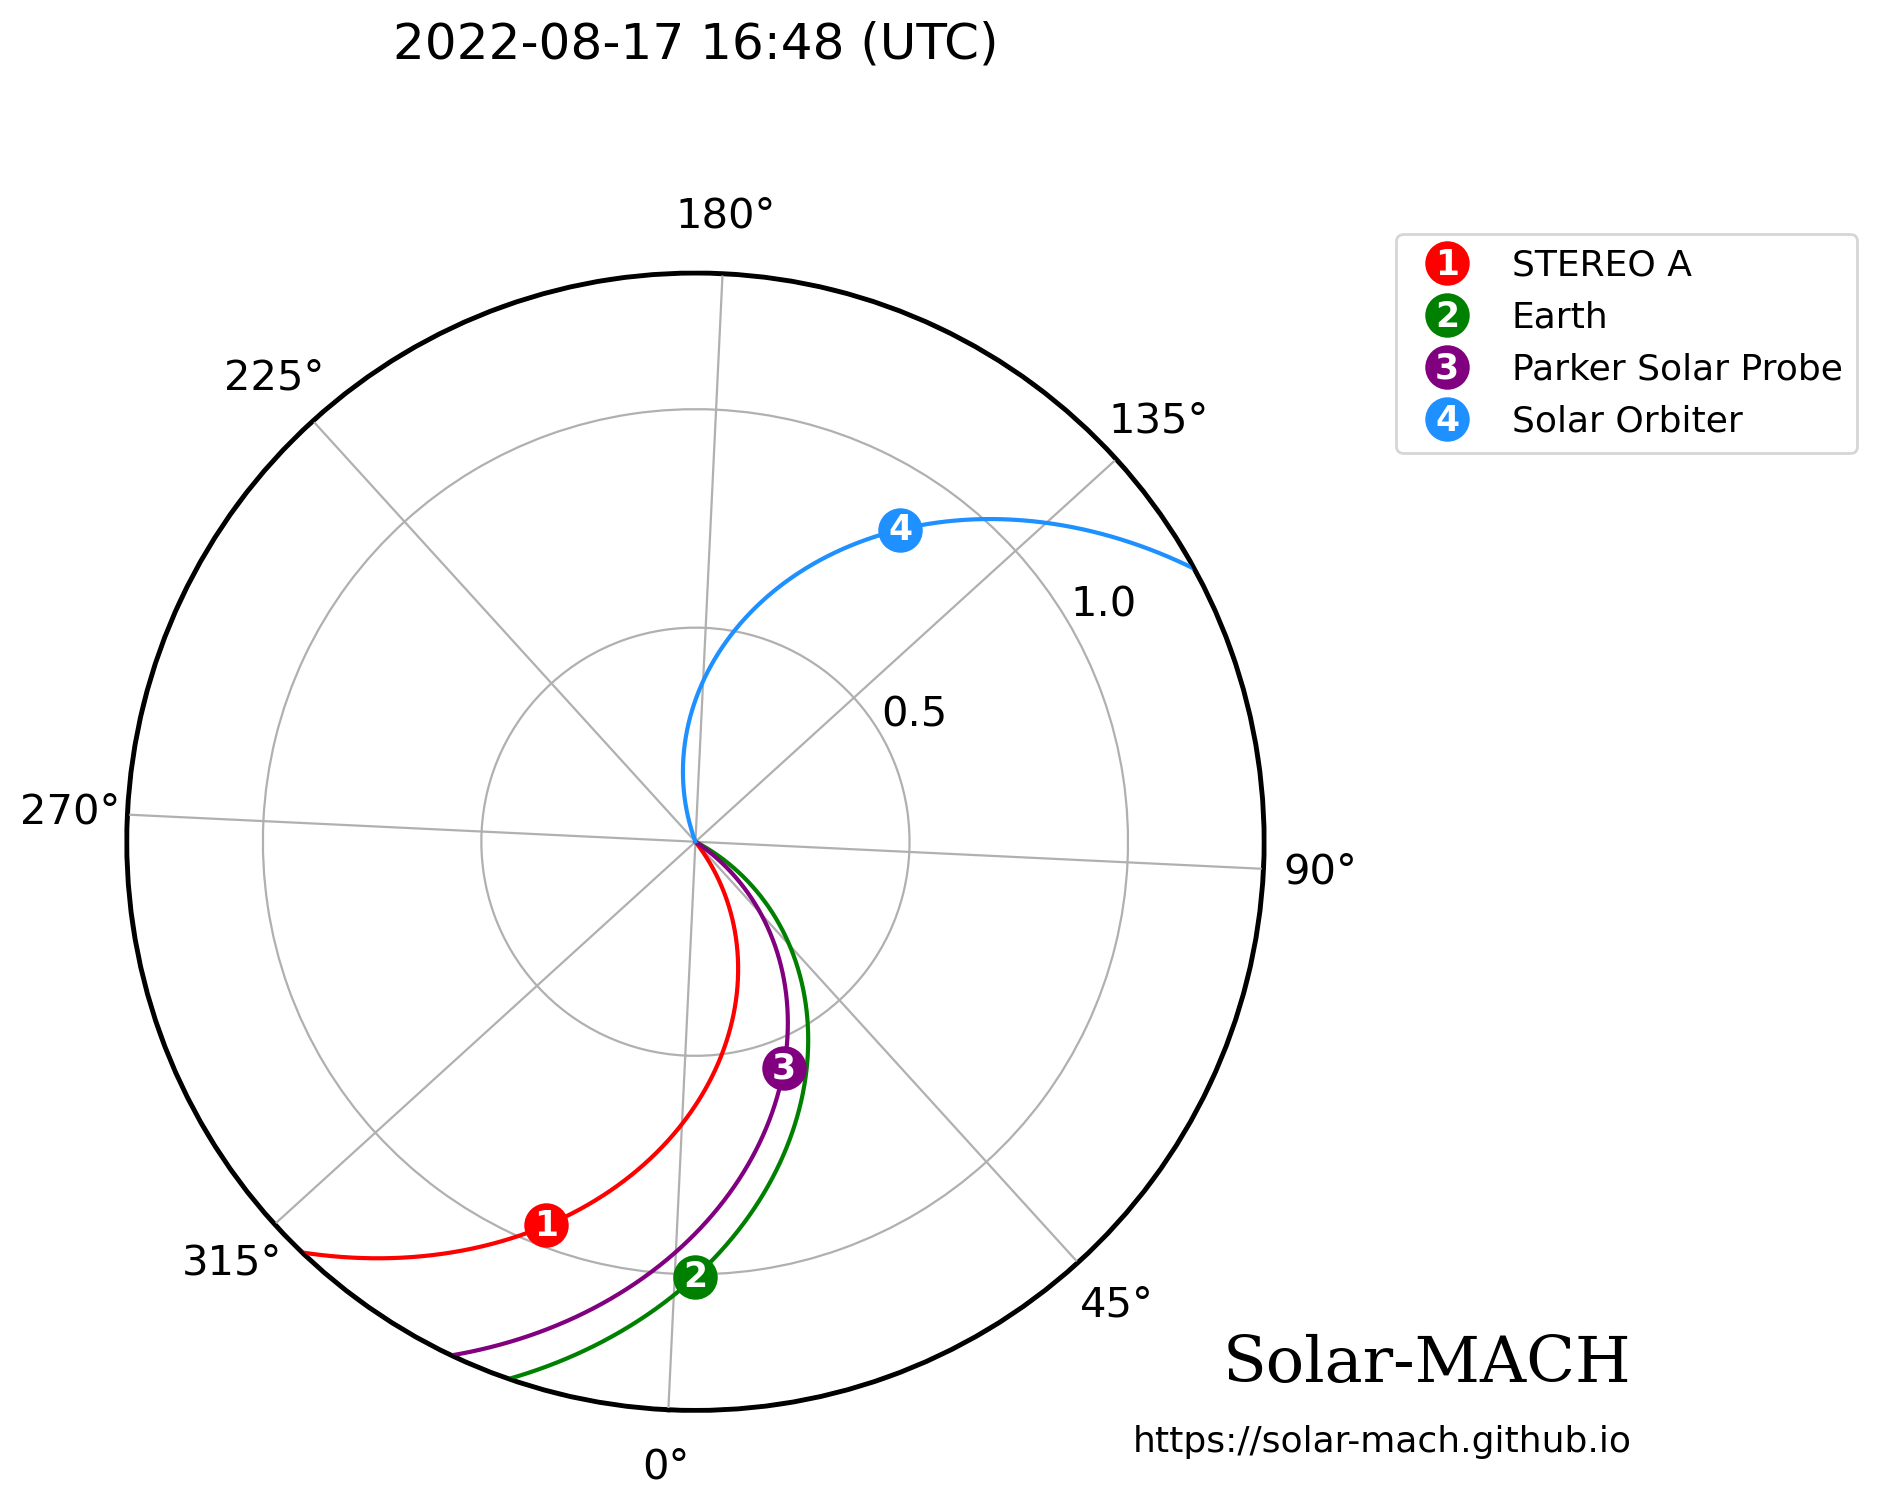 2022-08-17 16:48 (UTC)
180°
225°
135°
270°
90°
315°
45°
0°
1.0
0.5
4
3
1
2
1 STEREO A
2 Earth
3 Parker Solar Probe
4 Solar Orbiter
Solar-MACH
https://solar-mach.github.io